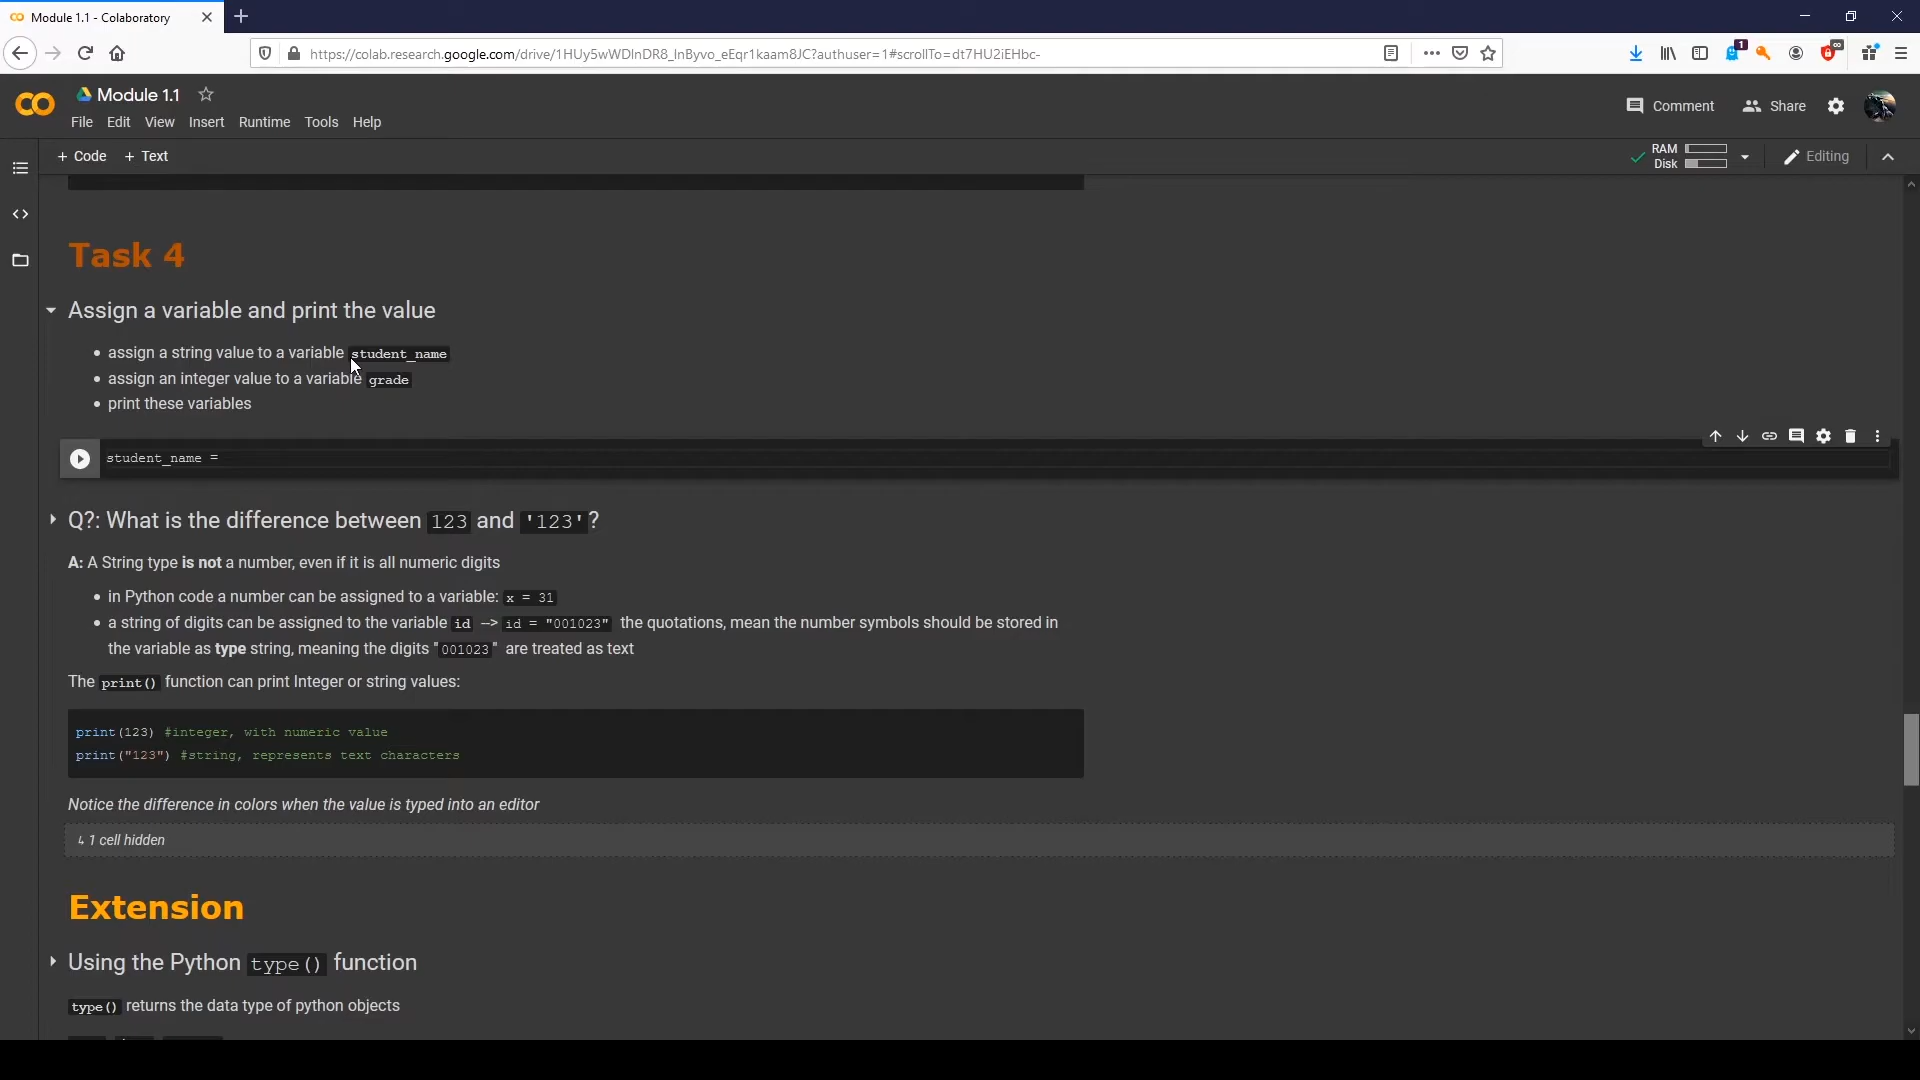 Module 1.1 - Colaboratory
https://colab.research.google.com/drive/1HUy5wWDlnDR8_lnByvo_eEqr1kaam8JC?authuser=1#scrollTo=dt7HU2iEHbc-
1
∞
Module 1.1
File Edit View Insert Runtime Tools Help
Comment Share
+ Code + Text
RAM
Disk
Editing
Task 4
Assign a variable and print the value
• assign a string value to a variable student_name
• assign an integer value to a variable grade
• print these variables
student_name =
Q?: What is the difference between 123 and '123'?
A: A String type is not a number, even if it is all numeric digits
• in Python code a number can be assigned to a variable: x = 31
• a string of digits can be assigned to the variable id --> id = "001023" the quotations, mean the number symbols should be stored in
the variable as type string, meaning the digits "001023" are treated as text
The print() function can print Integer or string values:
print(123) #integer, with numeric value
print("123") #string, represents text characters
Notice the difference in colors when the value is typed into an editor
↳ 1 cell hidden
Extension
Using the Python type() function
type() returns the data type of python objects